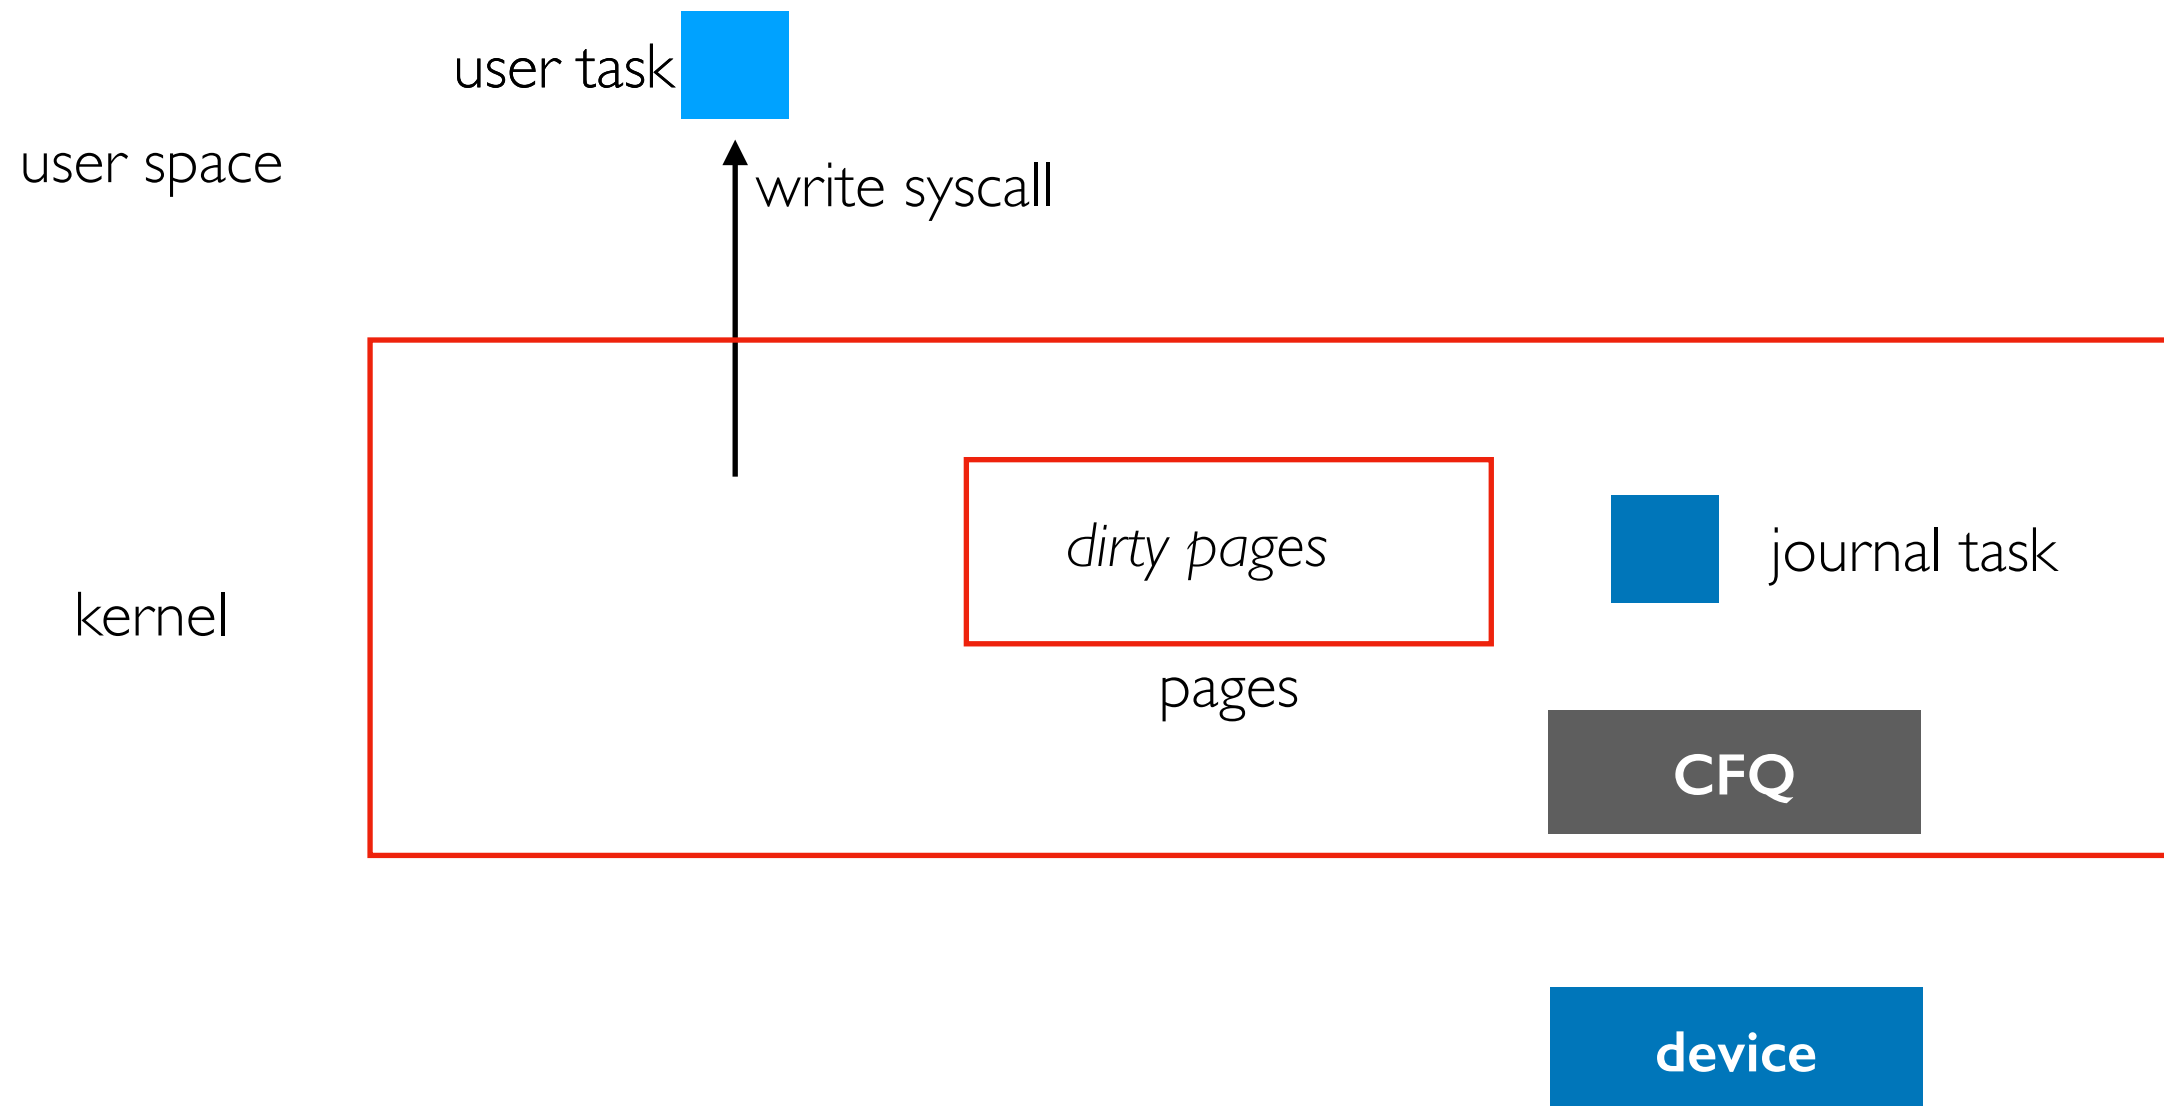 user task
user space
write syscall
dirty pages
journal task
kernel
pages
CFQ
device